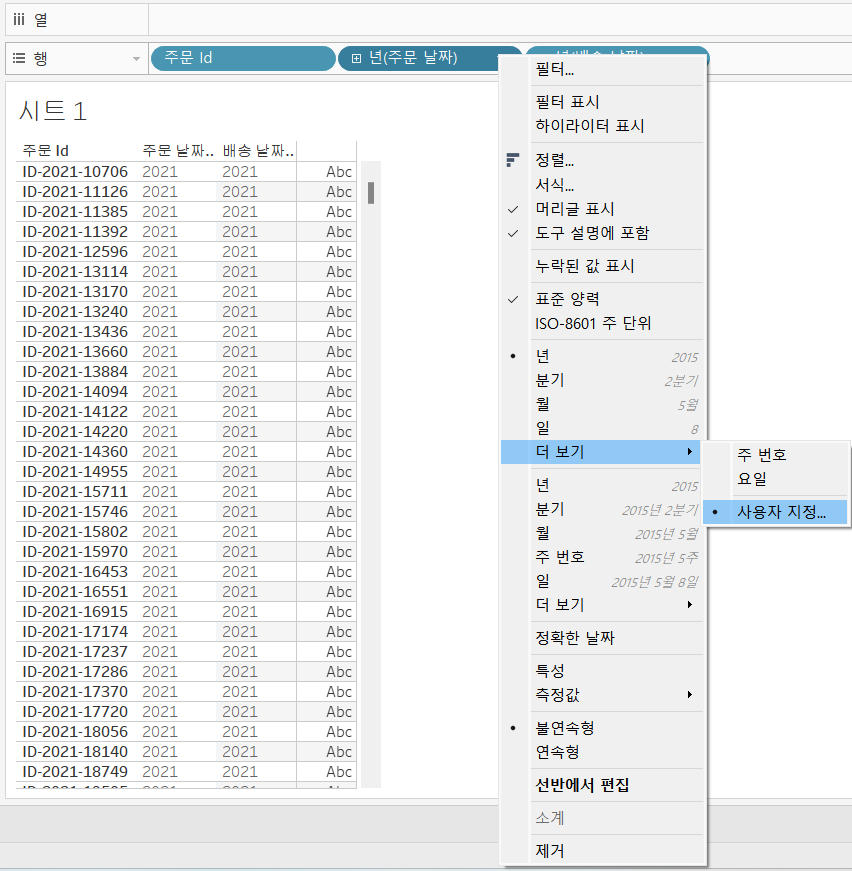 열
행
주문 Id
년(주문 날짜)
시트 1
주문 Id 주문 날짜.. 배송 날짜..
ID-2021-10706 2021 2021 Abc
ID-2021-11126 2021 2021 Abc
ID-2021-11385 2021 2021 Abc
ID-2021-11392 2021 2021 Abc
ID-2021-12596 2021 2021 Abc
ID-2021-13114 2021 2021 Abc
ID-2021-13170 2021 2021 Abc
ID-2021-13240 2021 2021 Abc
ID-2021-13436 2021 2021 Abc
ID-2021-13660 2021 2021 Abc
ID-2021-13884 2021 2021 Abc
ID-2021-14094 2021 2021 Abc
ID-2021-14122 2021 2021 Abc
ID-2021-14220 2021 2021 Abc
ID-2021-14360 2021 2021 Abc
ID-2021-14955 2021 2021 Abc
ID-2021-15711 2021 2021 Abc
ID-2021-15746 2021 2021 Abc
ID-2021-15802 2021 2021 Abc
ID-2021-15970 2021 2021 Abc
ID-2021-16453 2021 2021 Abc
ID-2021-16551 2021 2021 Abc
ID-2021-16915 2021 2021 Abc
ID-2021-17174 2021 2021 Abc
ID-2021-17237 2021 2021 Abc
ID-2021-17286 2021 2021 Abc
ID-2021-17370 2021 2021 Abc
ID-2021-17720 2021 2021 Abc
ID-2021-18056 2021 2021 Abc
ID-2021-18140 2021 2021 Abc
ID-2021-18749 2021 2021 Abc
필터...
필터 표시
하이라이터 표시
정렬...
서식...
머리글 표시
도구 설명에 포함
누락된 값 표시
표준 양력
ISO-8601 주 단위
년 2015
분기 2분기
월 5월
일 8
더 보기
년 2015
분기 2015년 2분기
월 2015년 5월
주 번호 2015년 5주
일 2015년 5월 8일
더 보기
정확한 날짜
특성
측정값
불연속형
연속형
선반에서 편집
소계
제거
주 번호
요일
사용자 지정...